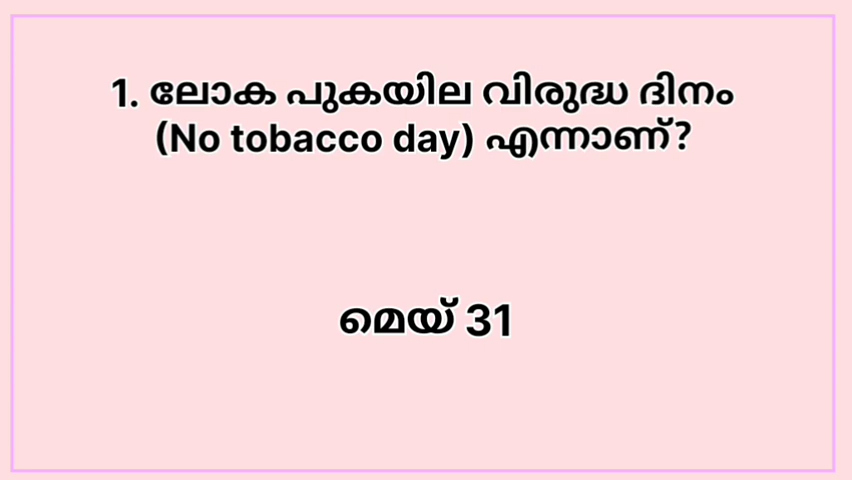 1. ലോക പുകയില വിരുദ്ധ ദിനം
(No tobacco day) എന്നാണ്?
മെയ് 31